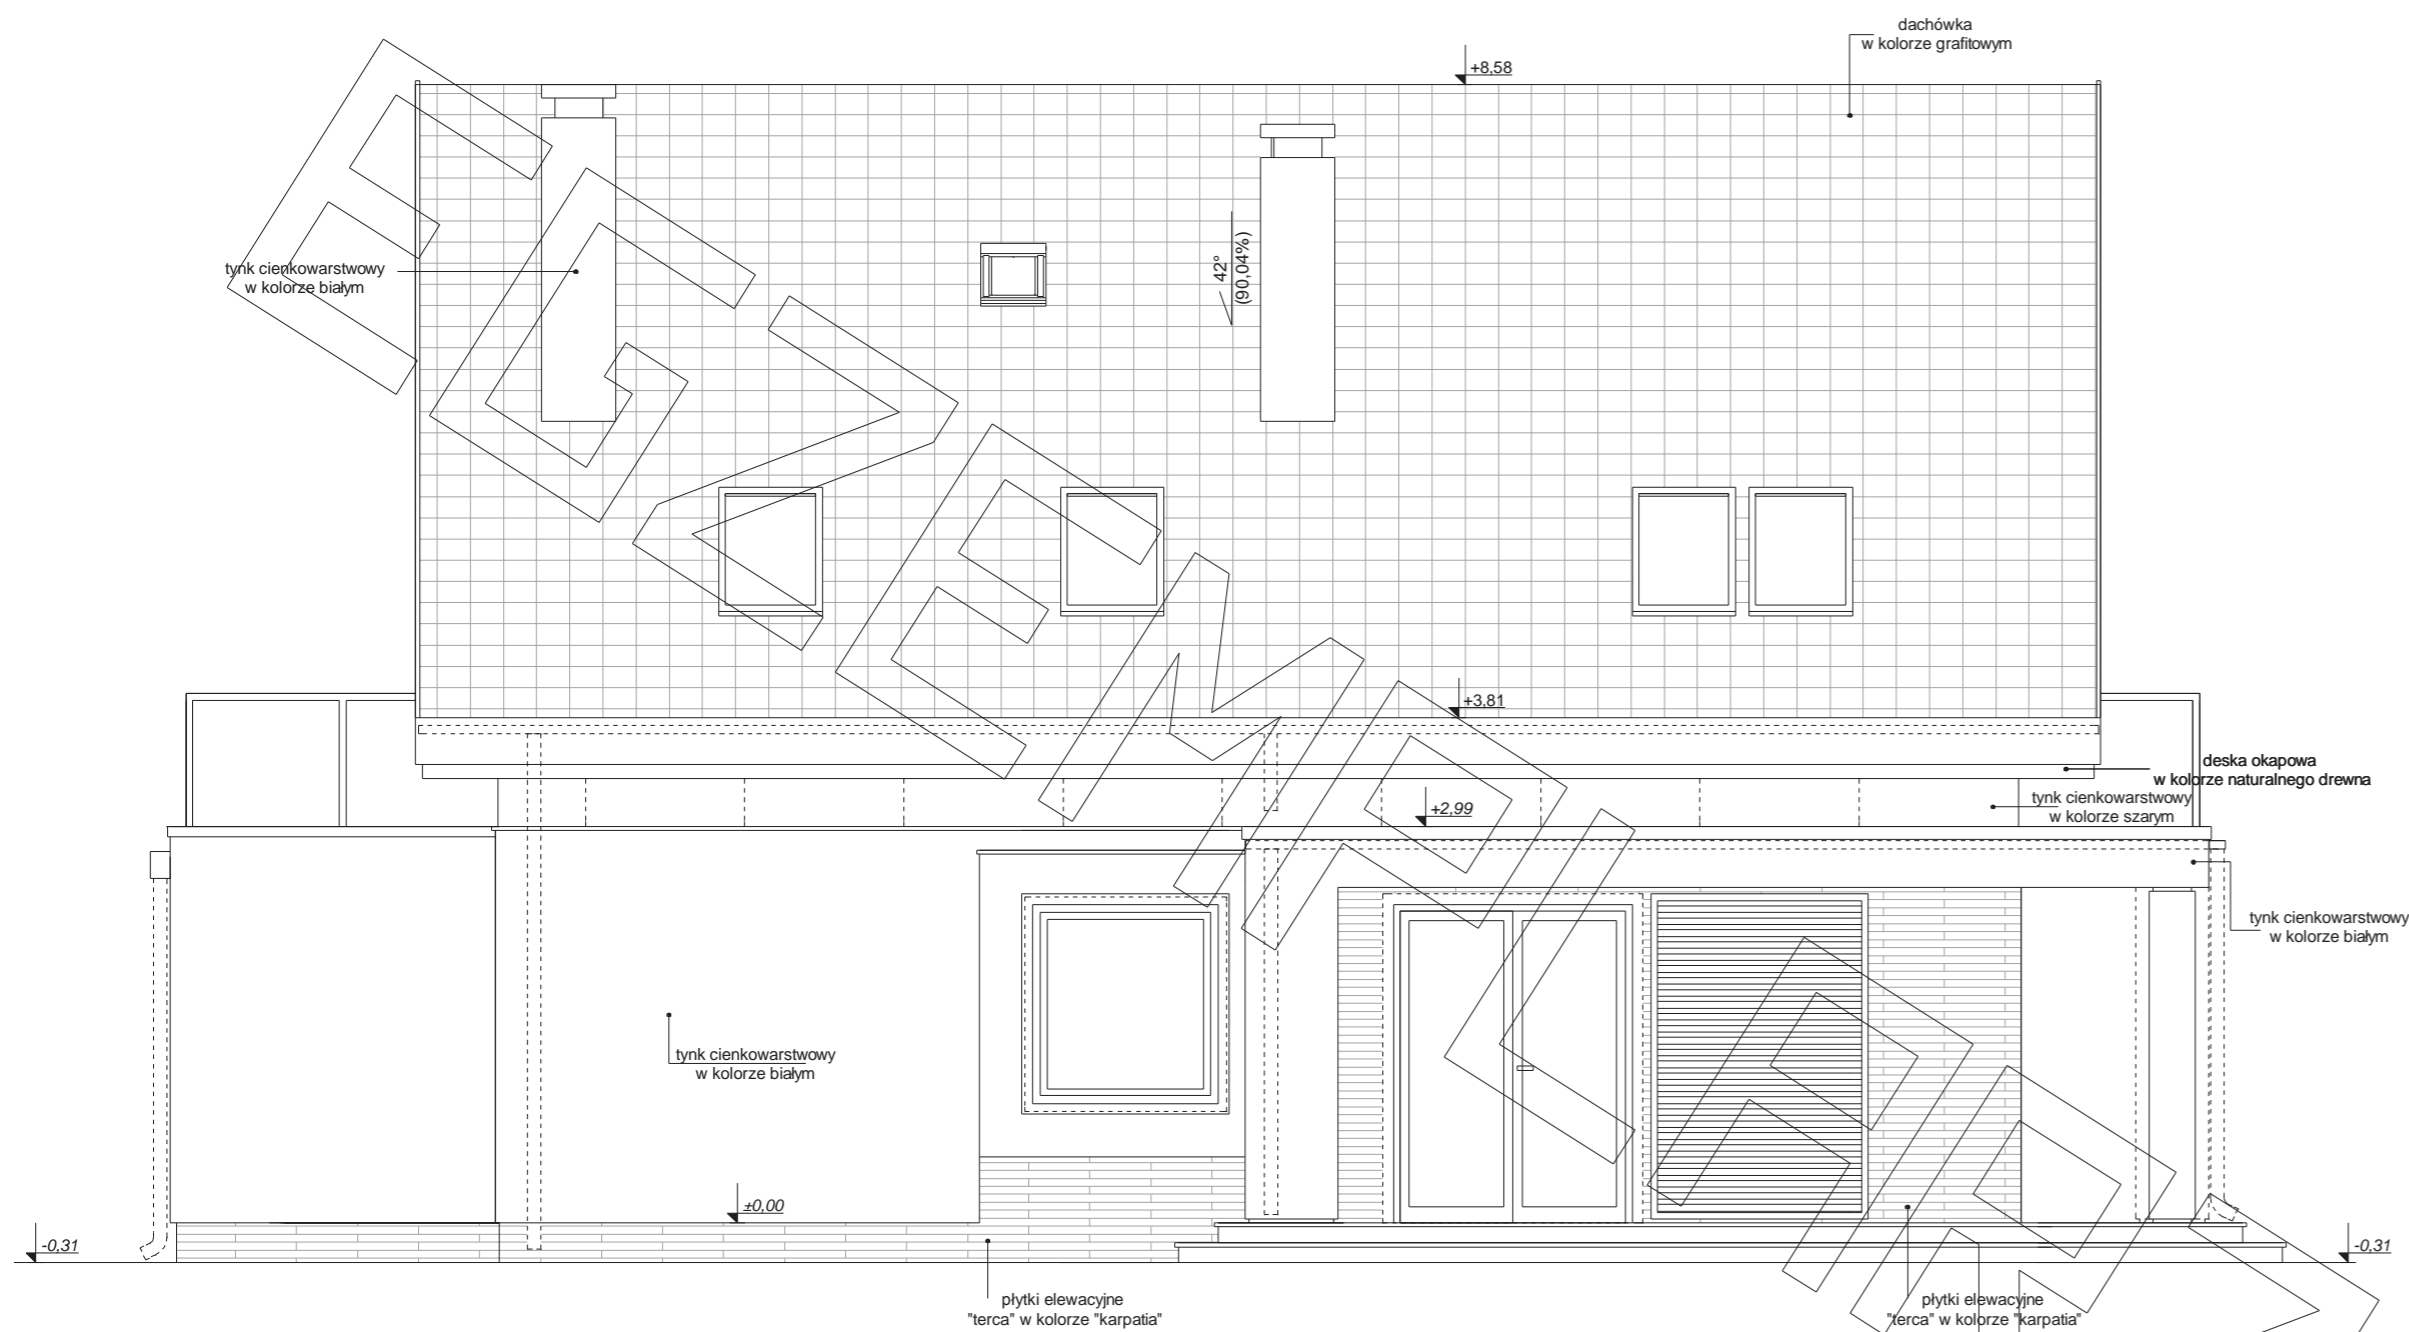 dachówka
w kolorze grafitowym
+8,58
tynk cienkowarstwowy
w kolorze białym
42°
(90,04%)
+3,81
deska okapowa
w kolorze naturalnego drewna
tynk cienkowarstwowy
w kolorze szarym
+2,99
tynk cienkowarstwowy
w kolorze białym
tynk cienkowarstwowy
w kolorze białym
±0,00
-0,31
-0,31
płytki elewacyjne
"terca" w kolorze "karpatia"
płytki elewacyjne
"terca" w kolorze "karpatia"